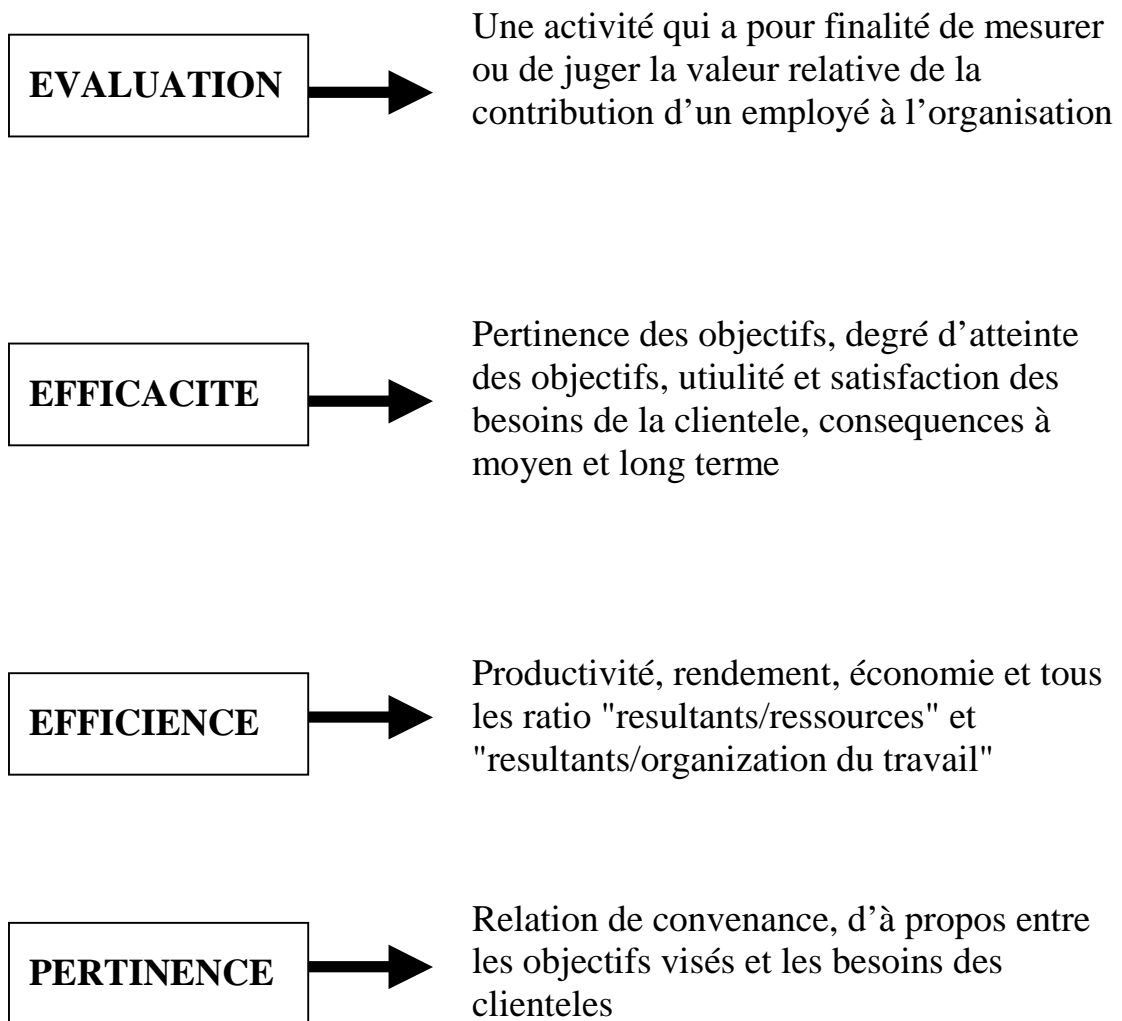 Une activité qui a pour finalité de mesurer
EVALUATION
ou de juger la valeur relative de la
contribution d’un employé à l’organisation
Pertinence des objectifs, degré d’atteinte
EFFICACITE
des objectifs, utiulité et satisfaction des
besoins de la clientele, consequences à
moyen et long terme
Productivité, rendement, économie et tous
EFFICIENCE
les ratio "resultants/ressources" et
"resultants/organization du travail"
Relation de convenance, d’à propos entre
PERTINENCE
les objectifs visés et les besoins des
clienteles